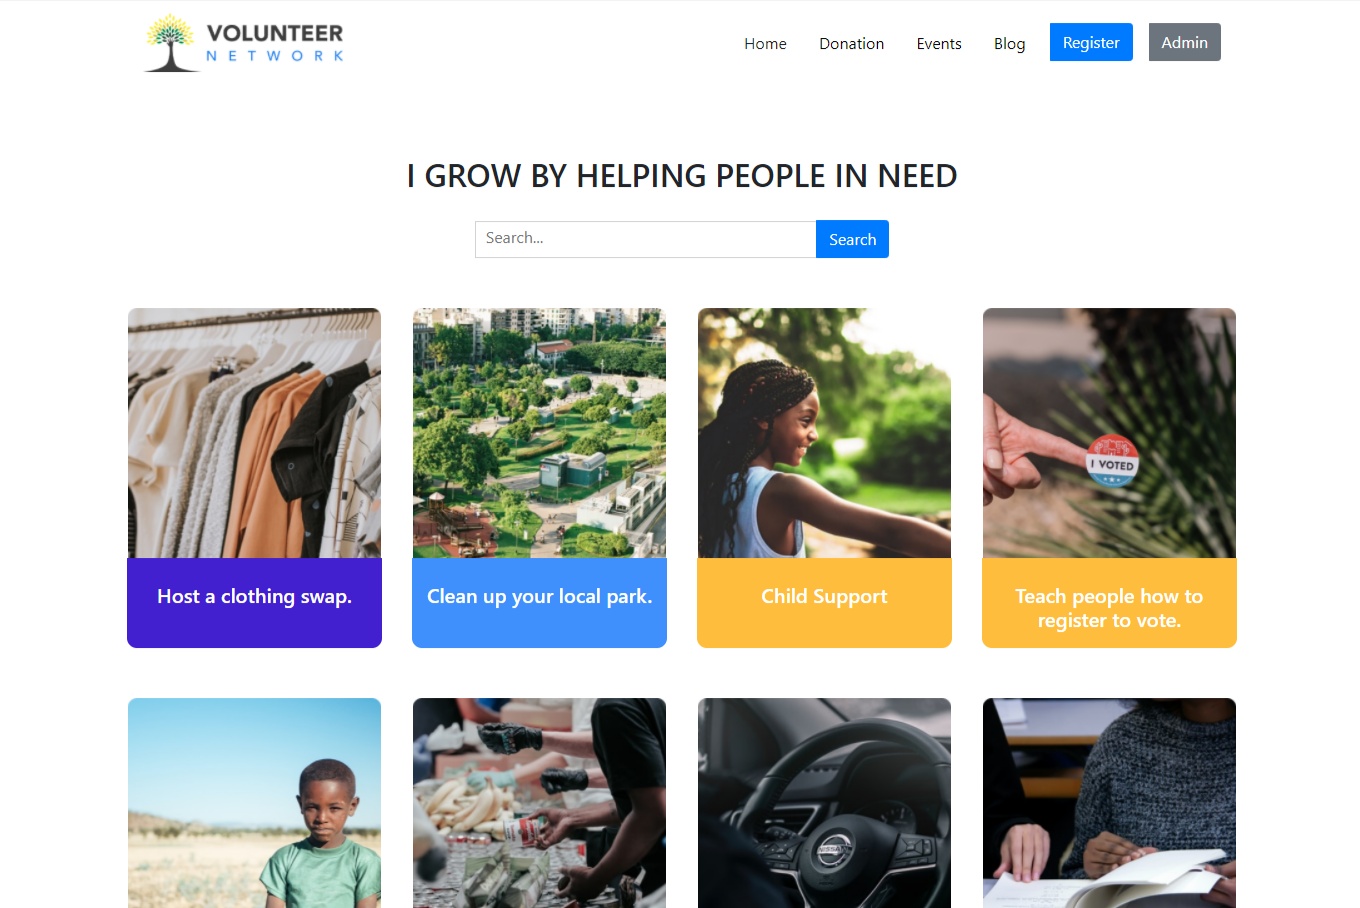 VOLUNTEER
NETWORK
Home Donation Events Blog Register Admin
I GROW BY HELPING PEOPLE IN NEED
Search... Search
I VOTED
Host a clothing swap. Clean up your local park. Child Support Teach people how to
register to vote.
NISSAN